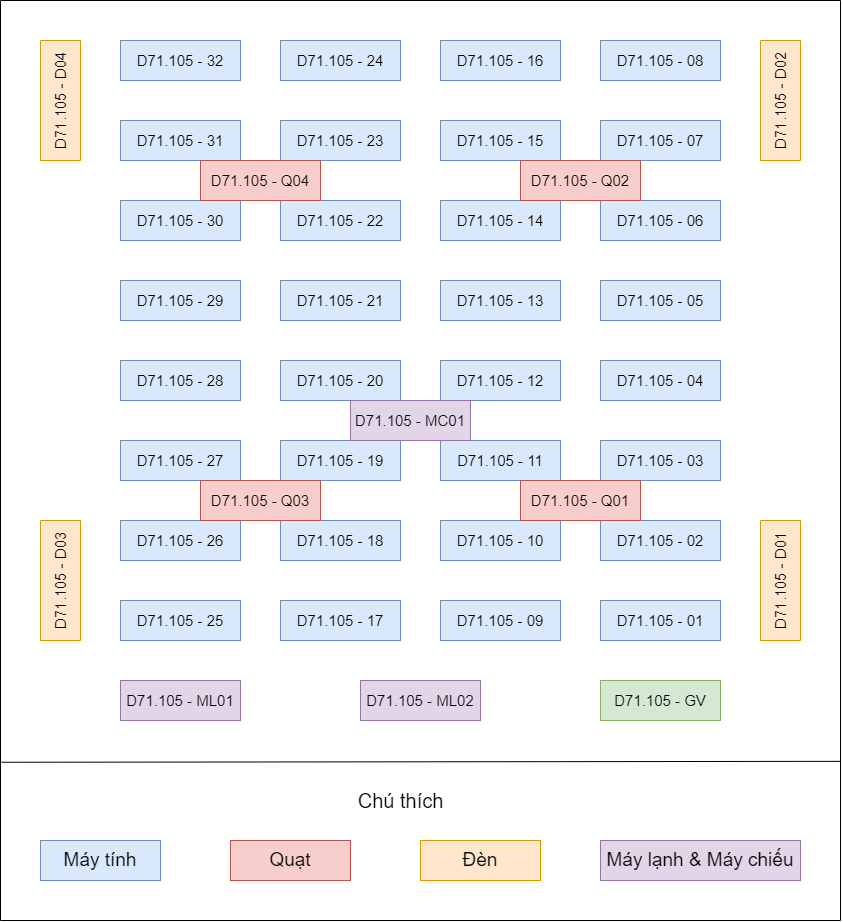 D71.105 - D04
D71.105 - 32
D71.105 - 24
D71.105 - 16
D71.105 - 08
D71.105 - D02
D71.105 - 31
D71.105 - 23
D71.105 - 15
D71.105 - 07
D71.105 - Q04
D71.105 - Q02
D71.105 - 30
D71.105 - 22
D71.105 - 14
D71.105 - 06
D71.105 - 29
D71.105 - 21
D71.105 - 13
D71.105 - 05
D71.105 - 28
D71.105 - 20
D71.105 - 12
D71.105 - 04
D71.105 - MC01
D71.105 - 27
D71.105 - 19
D71.105 - 11
D71.105 - 03
D71.105 - Q03
D71.105 - Q01
D71.105 - D03
D71.105 - 26
D71.105 - 18
D71.105 - 10
D71.105 - 02
D71.105 - D01
D71.105 - 25
D71.105 - 17
D71.105 - 09
D71.105 - 01
D71.105 - ML01
D71.105 - ML02
D71.105 - GV
Chú thích
Máy tính
Quạt
Đèn
Máy lạnh & Máy chiếu